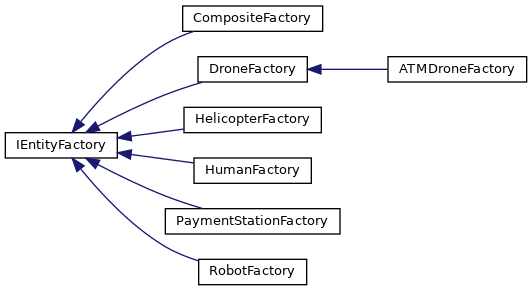 CompositeFactory
DroneFactory
ATMDroneFactory
HelicopterFactory
IEntityFactory
HumanFactory
PaymentStationFactory
RobotFactory